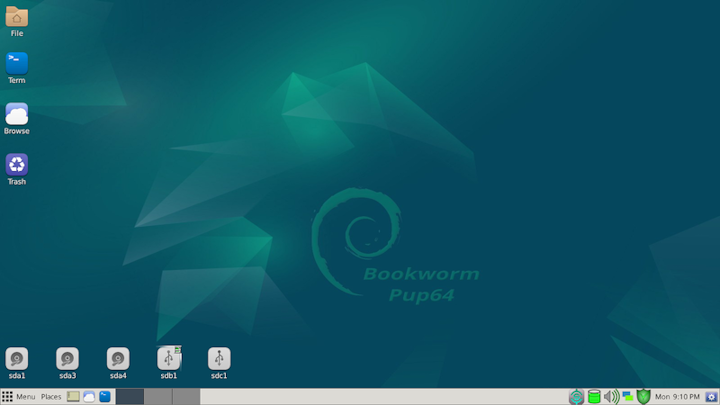 File
Term
Browse
Trash
Bookworm
Pup64
sda1 sda3 sda4 sdb1 sdc1
Menu Places Mon 9:10 PM